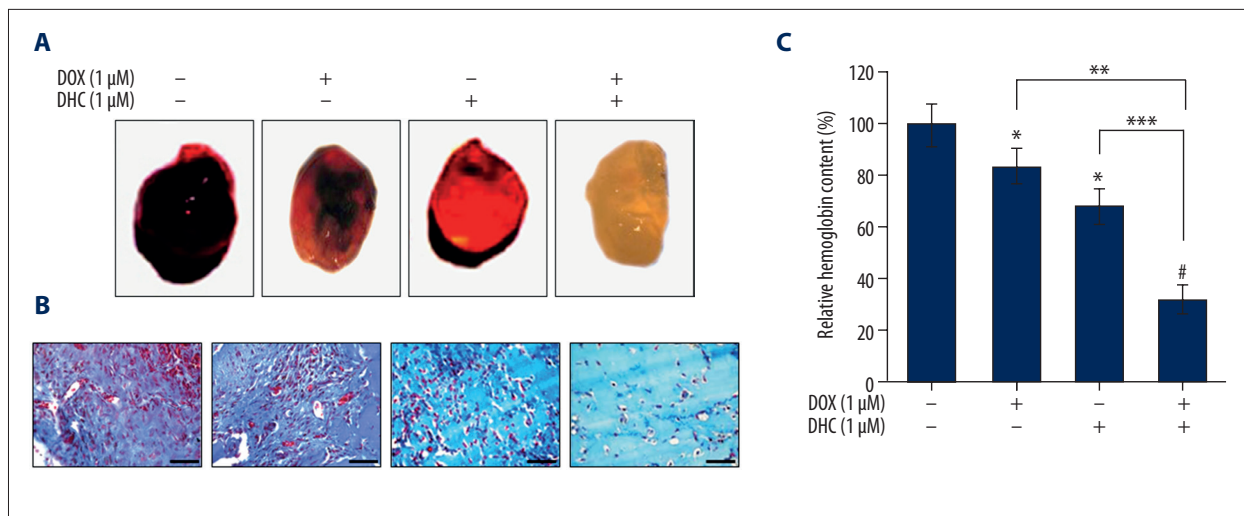 A
DOX (1 µM) – + – +
DHC (1 µM) – – + +
B
C
Relative hemoglobin content (%)
120
100
80
60
40
20
0
**
***
*
*
#
DOX (1 µM) – + – +
DHC (1 µM) – – + +